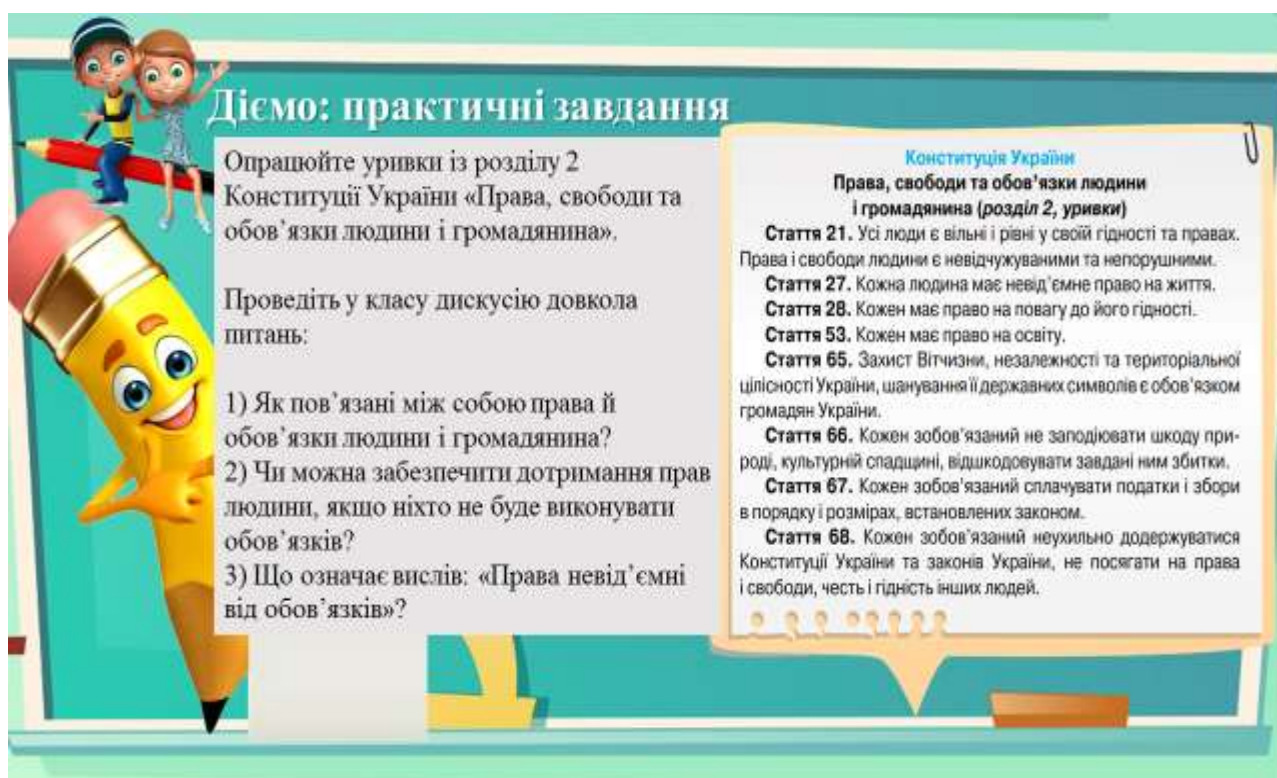 Діємо: практичні завдання
Опрацюйте уривки із розділу 2
Конституції України «Права, свободи та
обов’язки людини і громадянина».
Проведіть у класу дискусію довкола
питань:
1) Як пов’язані між собою права й
обов’язки людини і громадянина?
2) Чи можна забезпечити дотримання прав
людини, якщо ніхто не буде виконувати
обов’язків?
3) Що означає вислів: «Права невід’ємні
від обов’язків»?
Конституція України
Права, свободи та обов’язки людини
і громадянина (розділ 2, уривки)
Стаття 21. Усі люди є вільні і рівні у своїй гідності та правах.
Права і свободи людини є невідчужуваними та непорушними.
Стаття 27. Кожна людина має невід’ємне право на життя.
Стаття 28. Кожен має право на повагу до його гідності.
Стаття 53. Кожен має право на освіту.
Стаття 65. Захист Вітчизни, незалежності та територіальної
цілісності України, шанування її державних символів є обов’язком
громадян України.
Стаття 66. Кожен зобов’язаний не заподіювати шкоду при-
роді, культурній спадщині, відшкодовувати завдані ним збитки.
Стаття 67. Кожен зобов’язаний сплачувати податки і збори
в порядку і розмірах, встановлених законом.
Стаття 68. Кожен зобов’язаний неухильно додержуватися
Конституції України та законів України, не посягати на права
і свободи, честь і гідність інших людей.